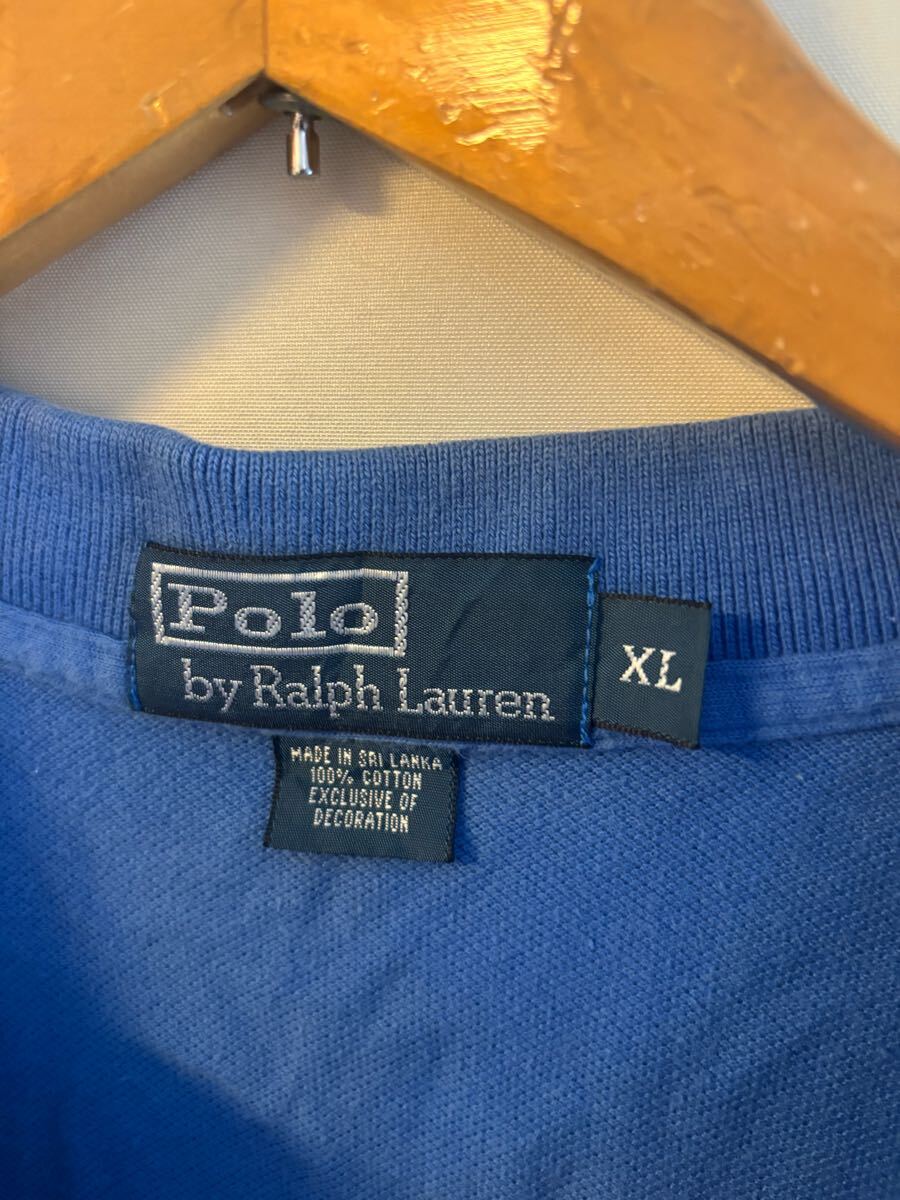 Polo
by Ralph Lauren
XL
MADE IN SRI LANKA
100% COTTON
EXCLUSIVE OF
DECORATION